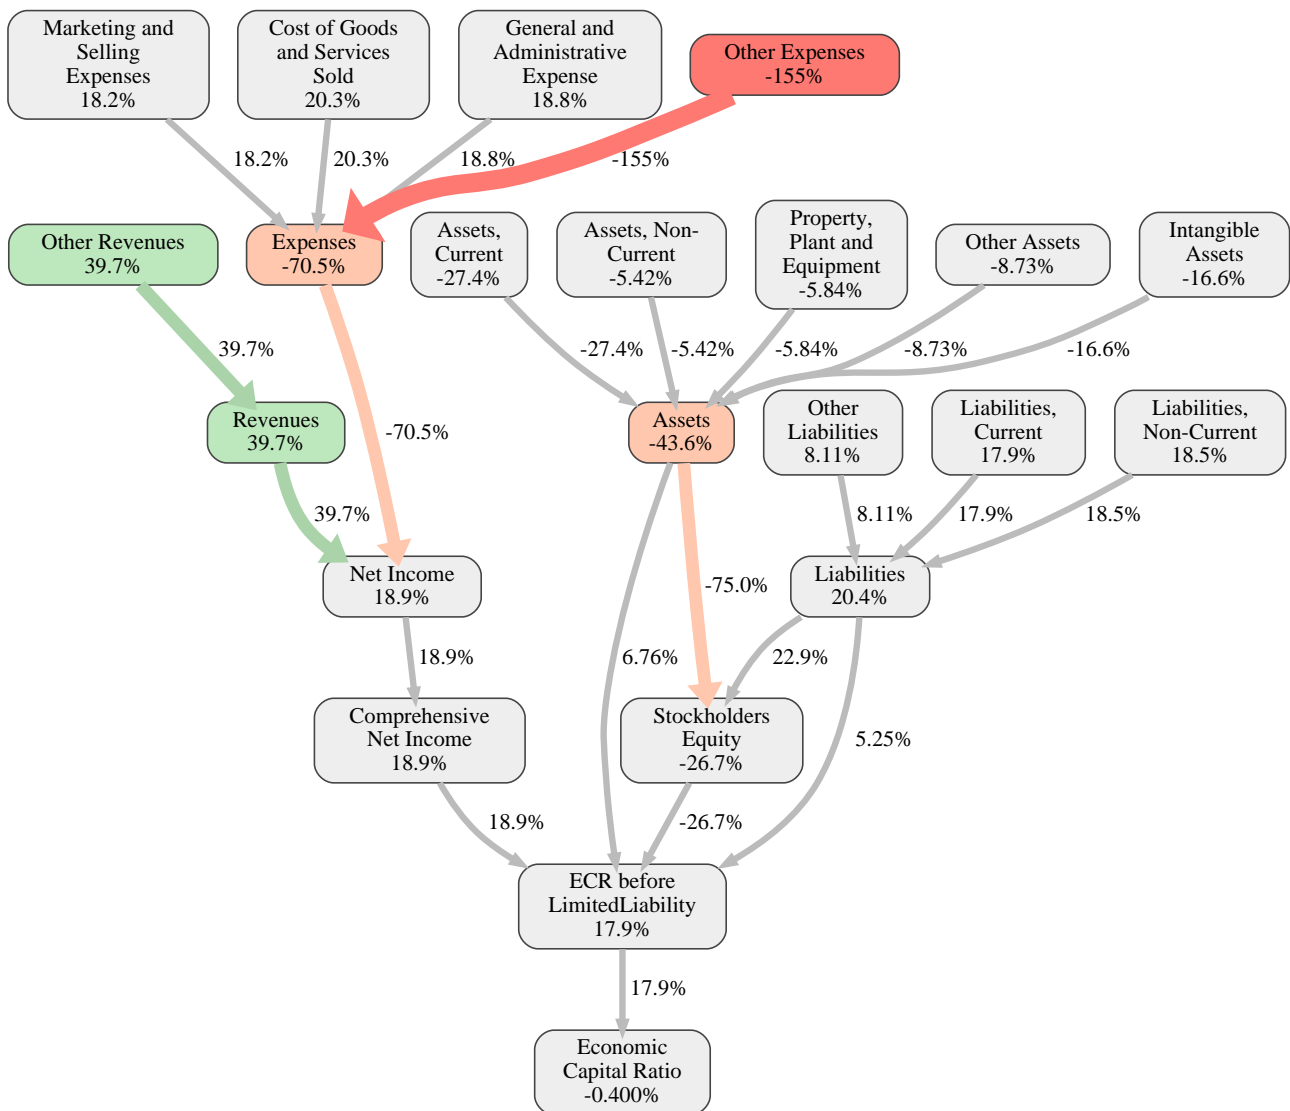 Marketing and
Selling
Expenses
18.2%
Cost of Goods
and Services
Sold
20.3%
General and
Administrative
Expense
18.8%
Other Expenses
-155%
18.2%
20.3%
18.8%
-155%
Other Revenues
39.7%
Expenses
-70.5%
Assets,
Current
-27.4%
Assets, Non-
Current
-5.42%
Property,
Plant and
Equipment
-5.84%
Other Assets
-8.73%
Intangible
Assets
-16.6%
39.7%
-27.4%
-5.42%
-5.84%
-8.73%
-16.6%
Revenues
39.7%
-70.5%
Assets
-43.6%
Other
Liabilities
8.11%
Liabilities,
Current
17.9%
Liabilities,
Non-Current
18.5%
39.7%
8.11%
17.9%
18.5%
Net Income
18.9%
-75.0%
Liabilities
20.4%
18.9%
6.76%
22.9%
Comprehensive
Net Income
18.9%
Stockholders
Equity
-26.7%
5.25%
18.9%
-26.7%
ECR before
LimitedLiability
17.9%
17.9%
Economic
Capital Ratio
-0.400%